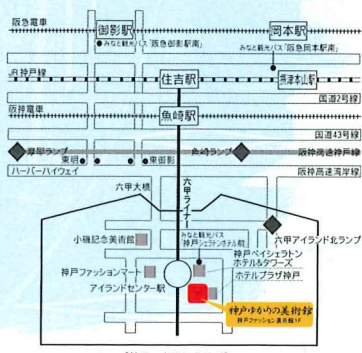 阪急電車
御影駅
岡本駅
みなと観光バス「阪急御影駅南」
みなと観光バス「阪急岡本駅南」
JR神戸線
住吉駅
摂津本山駅
国道2号線
阪神電車
魚崎駅
国道43号線
摩耶ランプ
魚崎ランプ
阪神高速神戸線
東明
東御影
ハーバーハイウェイ
阪神高速湾岸線
六甲大橋
六甲ライナー
小磯記念美術館
みなと観光バス
「神戸シェラトンホテル前」
六甲アイランド北ランプ
神戸ベイシェラトン
ホテル&タワーズ
神戸ファッションマート
ホテルプラザ神戸
アイランドセンター駅
神戸ゆかりの美術館
神戸ファッション美術館1F